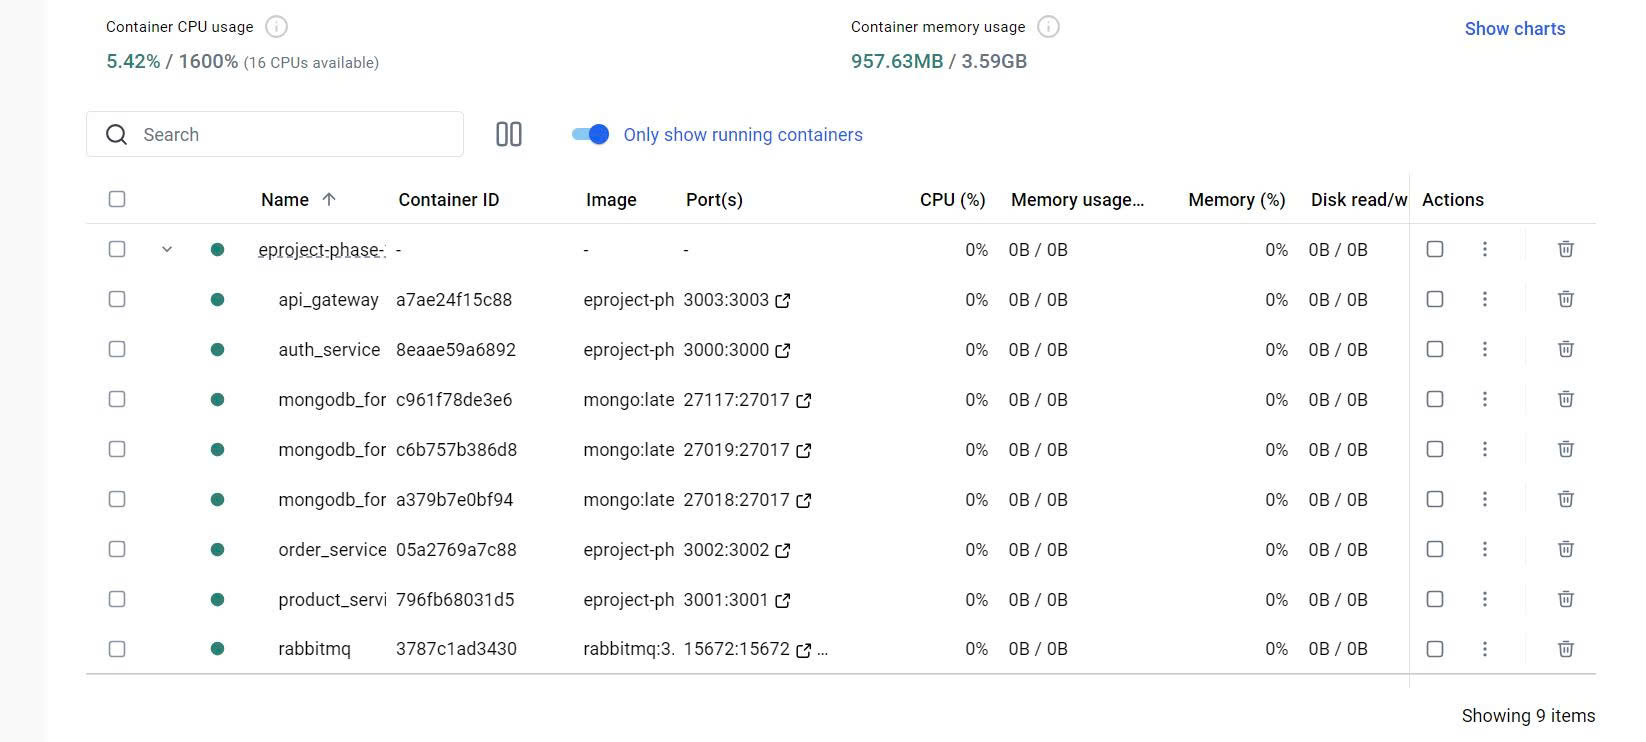 Container CPU usage
Container memory usage
Show charts
5.42% / 1600% (16 CPUs available)
957.63MB / 3.59GB
Search
Only show running containers
Name Container ID Image Port(s) CPU (%) Memory usage... Memory (%) Disk read/w Actions
eproject-phase- - - - 0% 0B / 0B 0% 0B / 0B
api_gateway a7ae24f15c88 eproject-ph 3003:3003 0% 0B / 0B 0% 0B / 0B
auth_service 8eaae59a6892 eproject-ph 3000:3000 0% 0B / 0B 0% 0B / 0B
mongodb_for c961f78de3e6 mongo:late 27117:27017 0% 0B / 0B 0% 0B / 0B
mongodb_for c6b757b386d8 mongo:late 27019:27017 0% 0B / 0B 0% 0B / 0B
mongodb_for a379b7e0bf94 mongo:late 27018:27017 0% 0B / 0B 0% 0B / 0B
order_service 05a2769a7c88 eproject-ph 3002:3002 0% 0B / 0B 0% 0B / 0B
product_servi 796fb68031d5 eproject-ph 3001:3001 0% 0B / 0B 0% 0B / 0B
rabbitmq 3787c1ad3430 rabbitmq:3. 15672:15672 ... 0% 0B / 0B 0% 0B / 0B
Showing 9 items